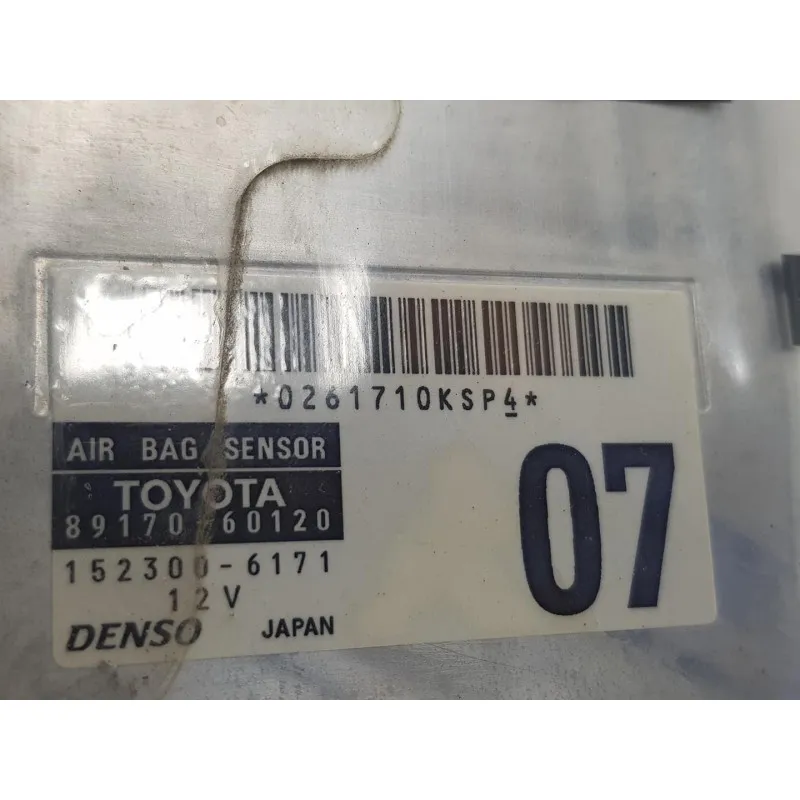 *0261710KSP4*
AIR BAG SENSOR
TOYOTA
89170-60120
152300-6171
12V
DENSO JAPAN
07